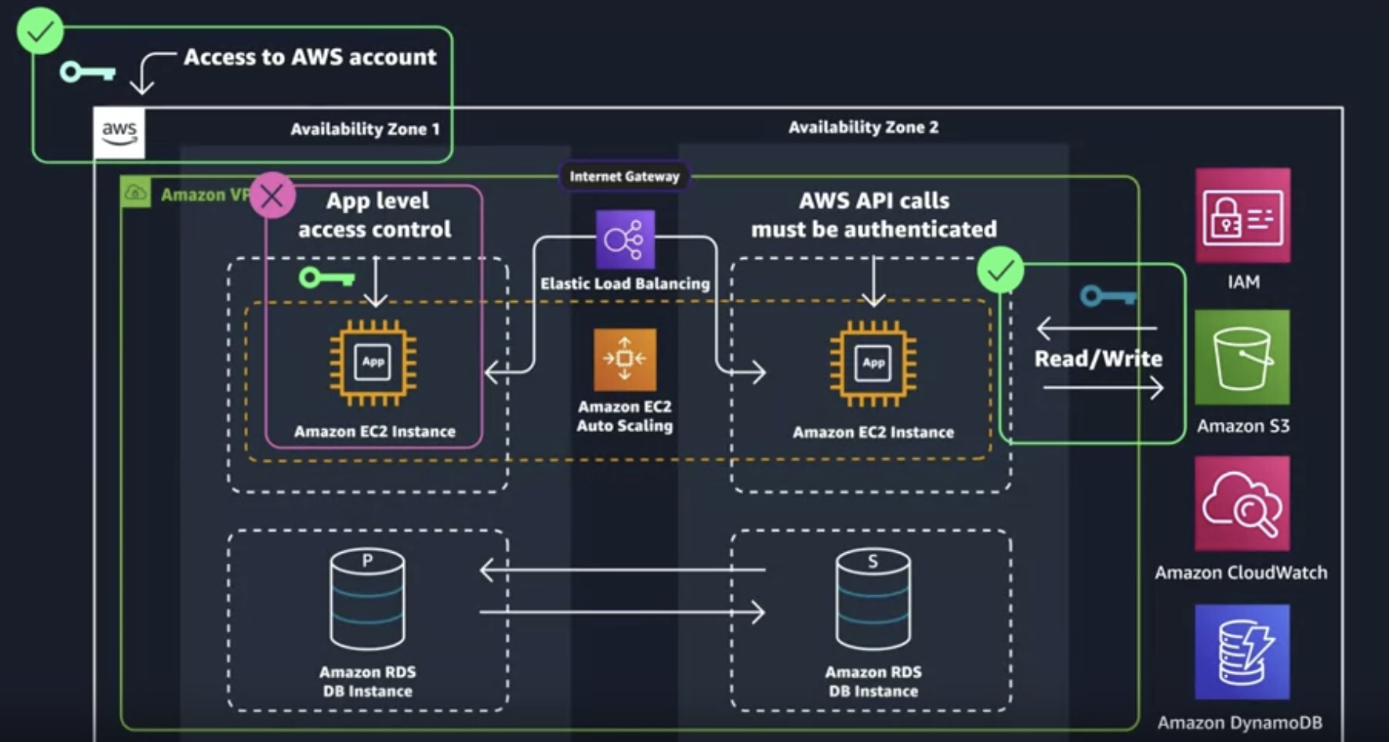 Access to AWS account
aws
Availability Zone 1
Availability Zone 2
Internet Gateway
Amazon VP
App level
access control
AWS API calls
must be authenticated
Elastic Load Balancing
IAM
App
App
Read/Write
Amazon EC2
Auto Scaling
Amazon EC2 Instance
Amazon EC2 Instance
Amazon S3
P
S
Amazon CloudWatch
Amazon RDS
DB Instance
Amazon RDS
DB Instance
Amazon DynamoDB